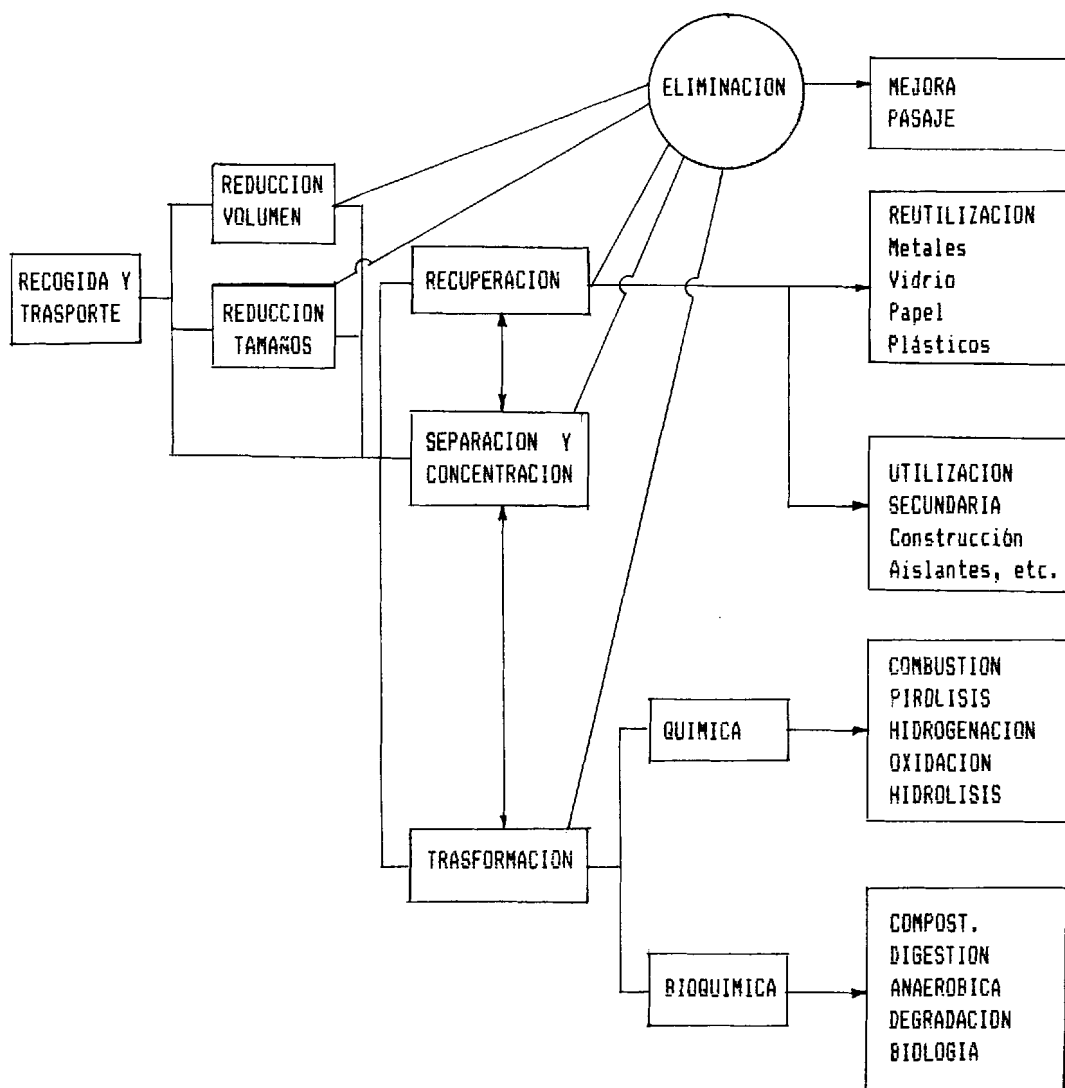 ELIMINACION
MEJORA
PASAJE
REDUCCION
VOLUMEN
RECOGIDA Y
TRASPORTE
REDUCCION
TAMAÑOS
RECUPERACION
REUTILIZACION
Metales
Vidrio
Papel
Plásticos
SEPARACION Y
CONCENTRACION
UTILIZACION
SECUNDARIA
Construcción
Aislantes, etc.
TRASFORMACION
QUIMICA
COMBUSTION
PIROLISIS
HIDROGENACION
OXIDACION
HIDROLISIS
BIOQUIMICA
COMPOST.
DIGESTION
ANAEROBICA
DEGRADACION
BIOLOGIA